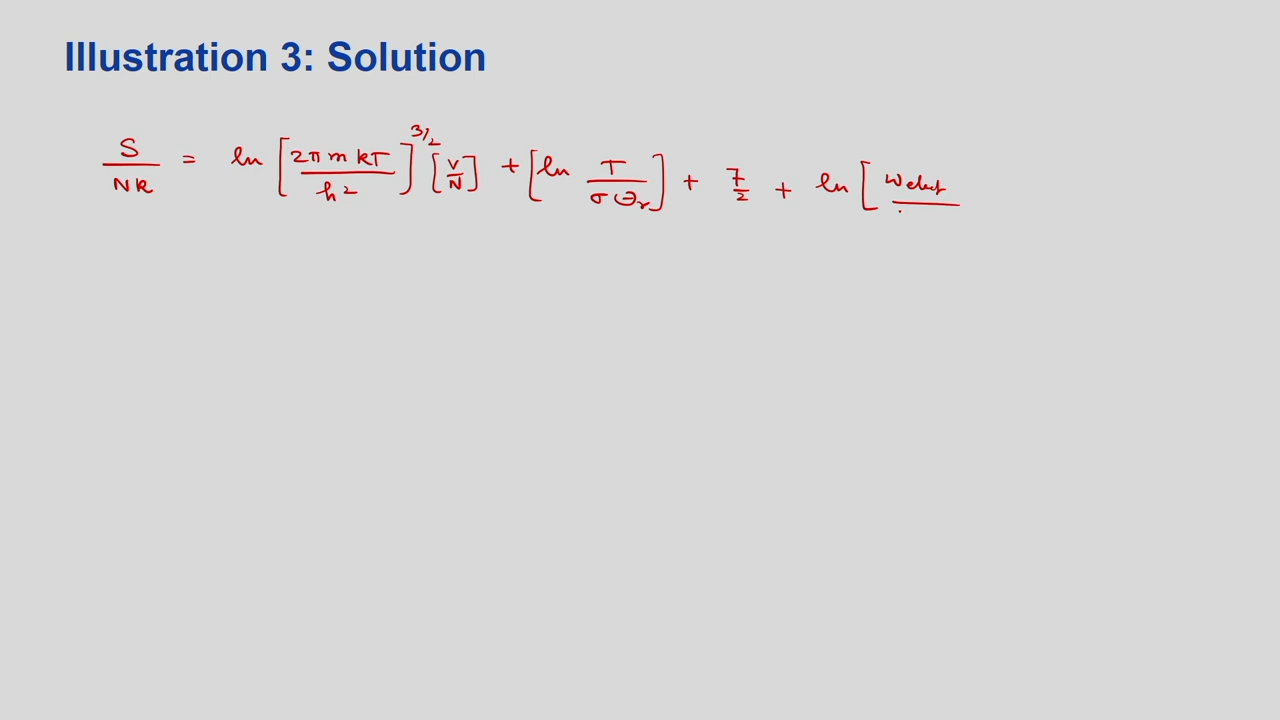 Illustration 3: Solution
S/Nk = ln [2πmkT/h²]^3/2 [V/N] + [ln T/σΘr] + 7/2 + ln [ωelect